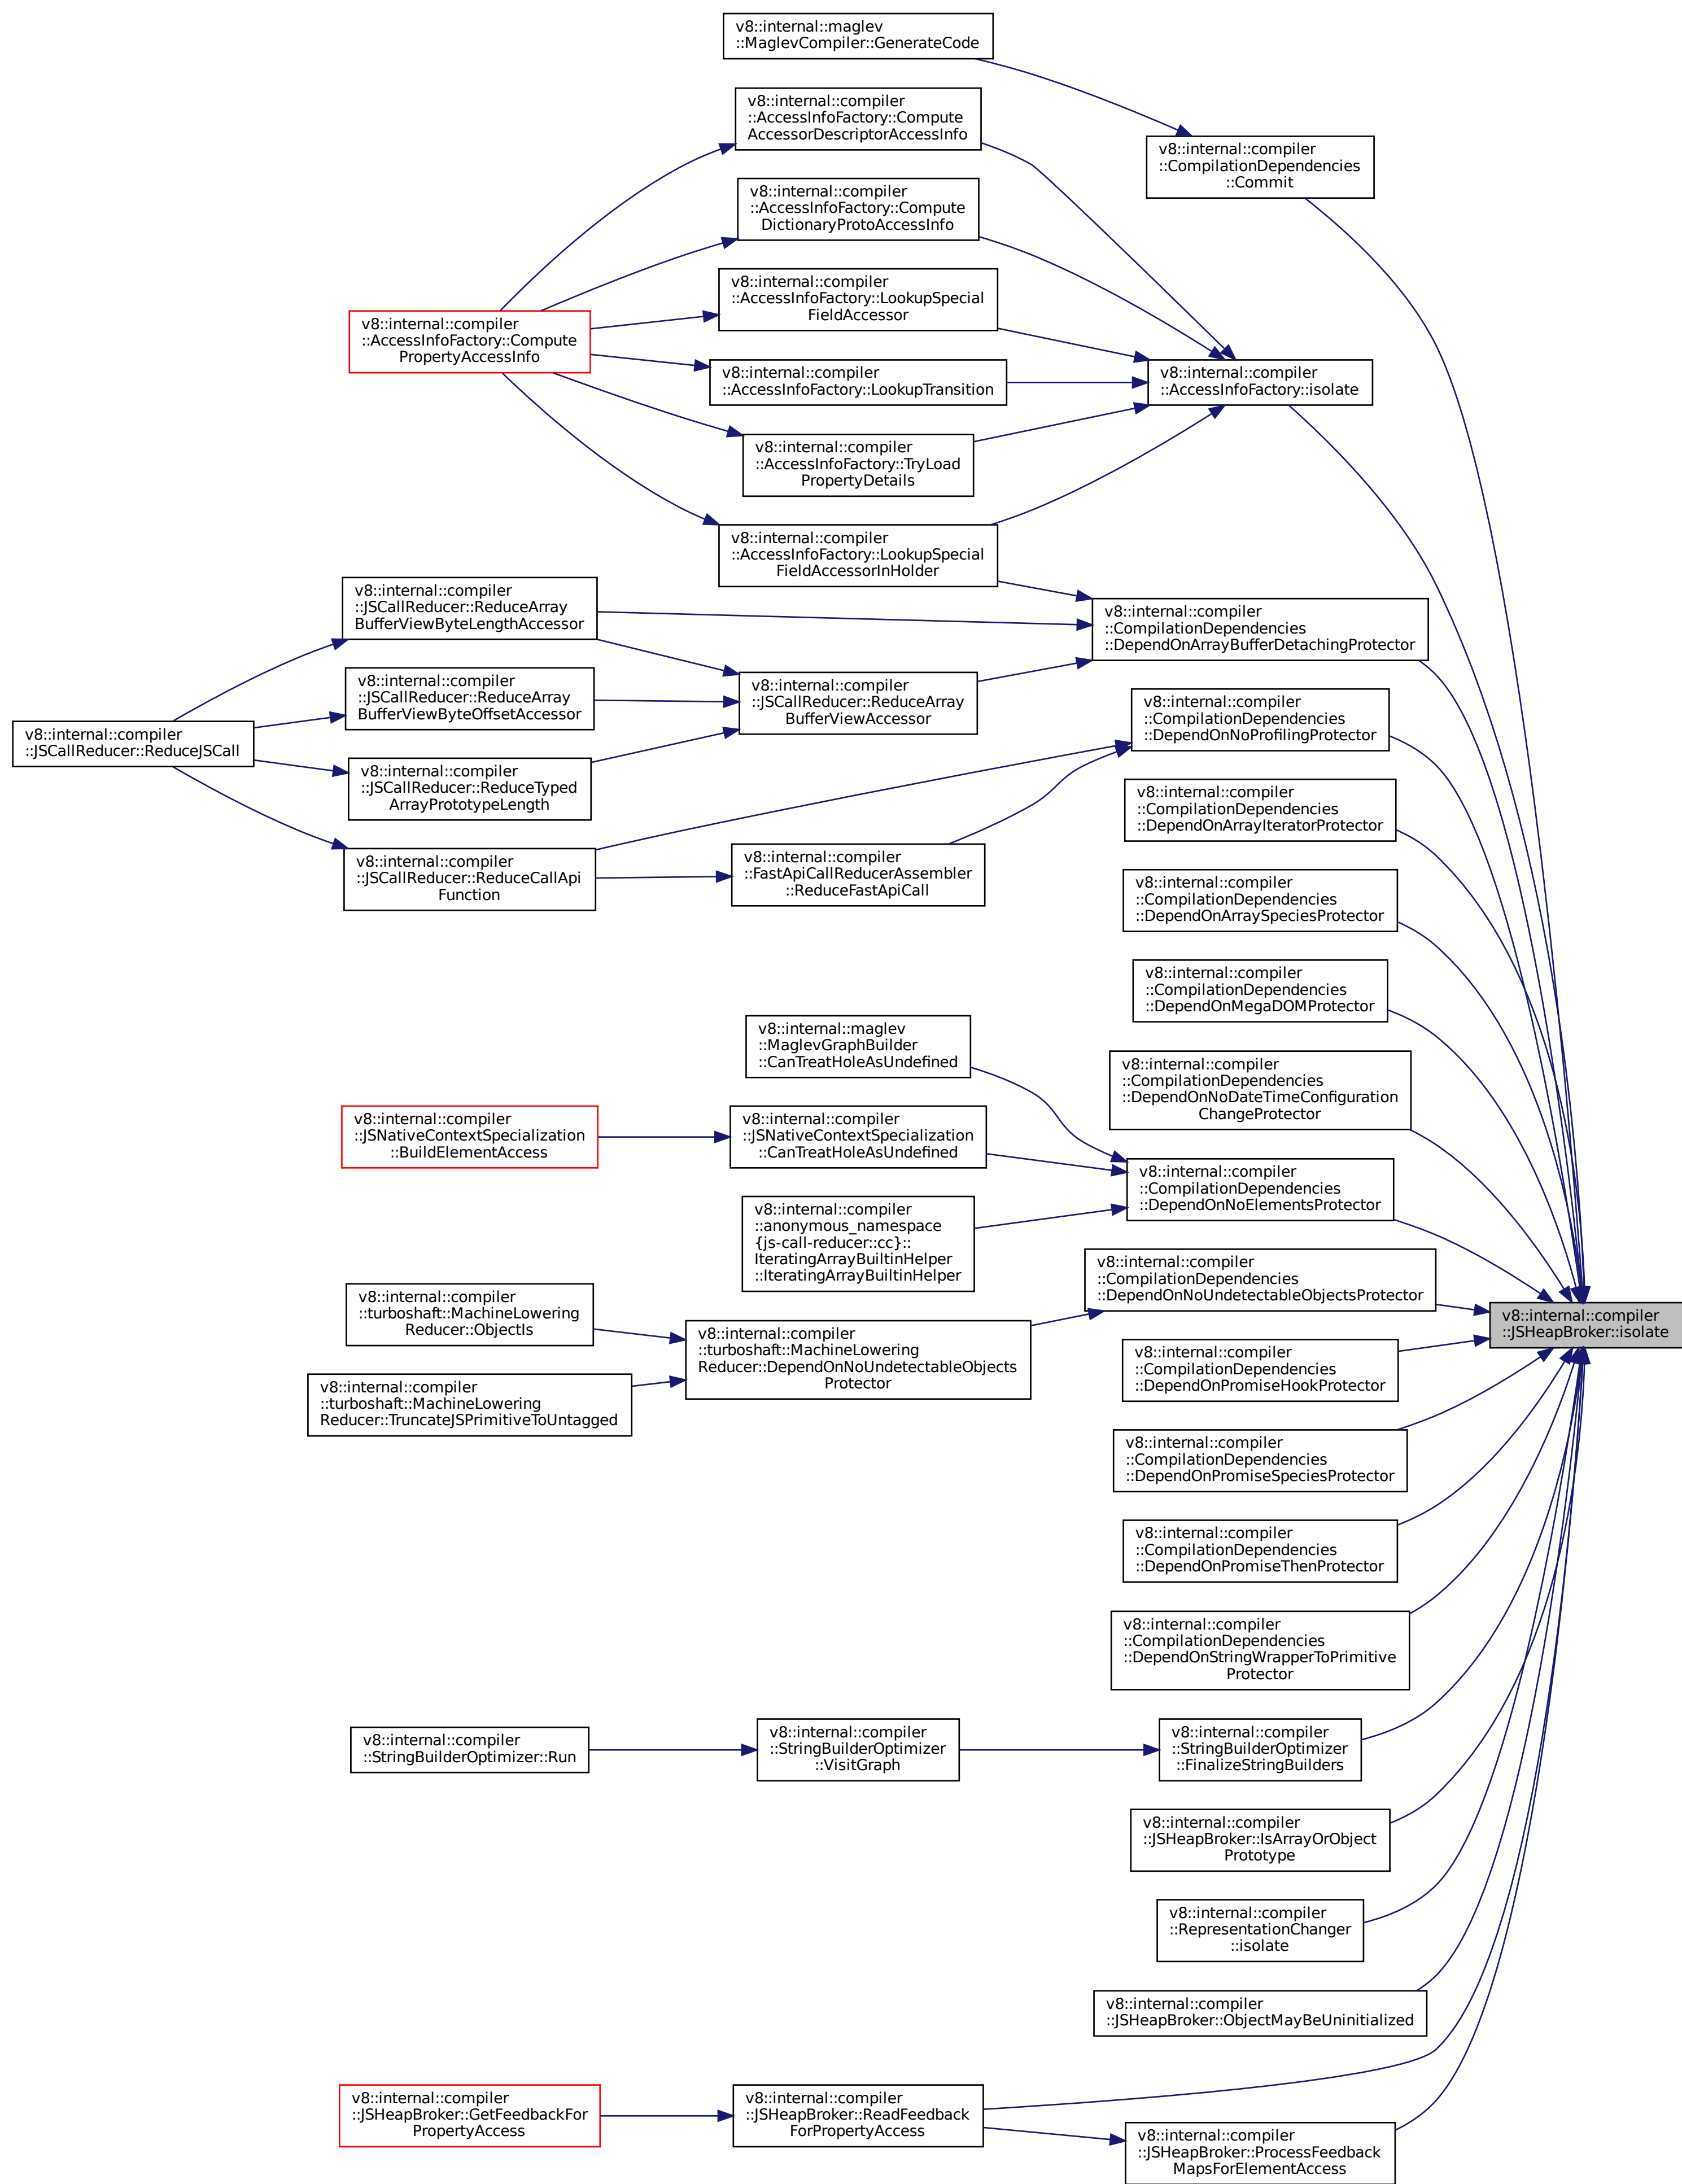 v8::internal::maglev
::MaglevCompiler::GenerateCode
v8::internal::compiler
::AccessInfoFactory::Compute
AccessorDescriptorAccessInfo
v8::internal::compiler
::CompilationDependencies
::Commit
v8::internal::compiler
::AccessInfoFactory::Compute
DictionaryProtoAccessInfo
v8::internal::compiler
::AccessInfoFactory::LookupSpecial
FieldAccessor
v8::internal::compiler
::AccessInfoFactory::Compute
PropertyAccessInfo
v8::internal::compiler
::AccessInfoFactory::LookupTransition
v8::internal::compiler
::AccessInfoFactory::isolate
v8::internal::compiler
::AccessInfoFactory::TryLoad
PropertyDetails
v8::internal::compiler
::AccessInfoFactory::LookupSpecial
FieldAccessorInHolder
v8::internal::compiler
::JSCallReducer::ReduceArray
BufferViewByteLengthAccessor
v8::internal::compiler
::CompilationDependencies
::DependOnArrayBufferDetachingProtector
v8::internal::compiler
::JSCallReducer::ReduceArray
BufferViewByteOffsetAccessor
v8::internal::compiler
::JSCallReducer::ReduceArray
BufferViewAccessor
v8::internal::compiler
::CompilationDependencies
::DependOnNoProfilingProtector
v8::internal::compiler
::JSCallReducer::ReduceJSCall
v8::internal::compiler
::JSCallReducer::ReduceTyped
ArrayPrototypeLength
v8::internal::compiler
::CompilationDependencies
::DependOnArrayIteratorProtector
v8::internal::compiler
::JSCallReducer::ReduceCallApi
Function
v8::internal::compiler
::FastApiCallReducerAssembler
::ReduceFastApiCall
v8::internal::compiler
::CompilationDependencies
::DependOnArraySpeciesProtector
v8::internal::compiler
::CompilationDependencies
::DependOnMegaDOMProtector
v8::internal::maglev
::MaglevGraphBuilder
::CanTreatHoleAsUndefined
v8::internal::compiler
::CompilationDependencies
::DependOnNoDateTimeConfiguration
ChangeProtector
v8::internal::compiler
::JSNativeContextSpecialization
::BuildElementAccess
v8::internal::compiler
::JSNativeContextSpecialization
::CanTreatHoleAsUndefined
v8::internal::compiler
::CompilationDependencies
::DependOnNoElementsProtector
v8::internal::compiler
::anonymous_namespace
{js-call-reducer::cc}::
IteratingArrayBuiltinHelper
::IteratingArrayBuiltinHelper
v8::internal::compiler
::CompilationDependencies
::DependOnNoUndetectableObjectsProtector
v8::internal::compiler
::turboshaft::MachineLowering
Reducer::ObjectIs
v8::internal::compiler
::JSHeapBroker::isolate
v8::internal::compiler
::turboshaft::MachineLowering
Reducer::DependOnNoUndetectableObjects
Protector
v8::internal::compiler
::CompilationDependencies
::DependOnPromiseHookProtector
v8::internal::compiler
::turboshaft::MachineLowering
Reducer::TruncateJSPrimitiveToUntagged
v8::internal::compiler
::CompilationDependencies
::DependOnPromiseSpeciesProtector
v8::internal::compiler
::CompilationDependencies
::DependOnPromiseThenProtector
v8::internal::compiler
::CompilationDependencies
::DependOnStringWrapperToPrimitive
Protector
v8::internal::compiler
::StringBuilderOptimizer::Run
v8::internal::compiler
::StringBuilderOptimizer
::VisitGraph
v8::internal::compiler
::StringBuilderOptimizer
::FinalizeStringBuilders
v8::internal::compiler
::JSHeapBroker::IsArrayOrObject
Prototype
v8::internal::compiler
::RepresentationChanger
::isolate
v8::internal::compiler
::JSHeapBroker::ObjectMayBeUninitialized
v8::internal::compiler
::JSHeapBroker::GetFeedbackFor
PropertyAccess
v8::internal::compiler
::JSHeapBroker::ReadFeedback
ForPropertyAccess
v8::internal::compiler
::JSHeapBroker::ProcessFeedback
MapsForElementAccess